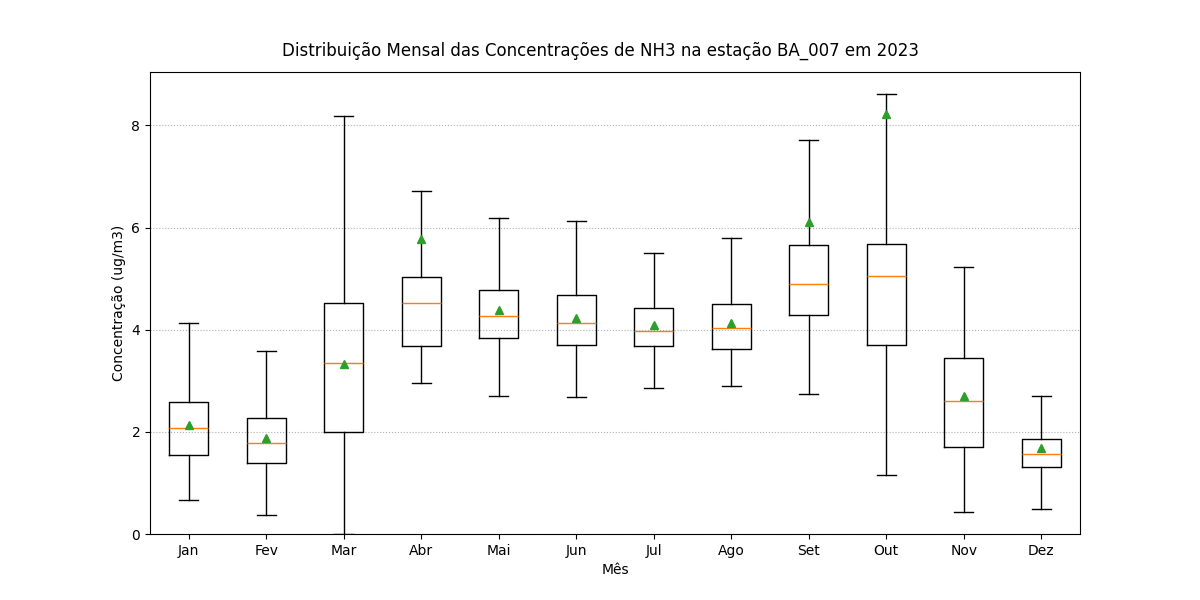 Distribuição Mensal das Concentrações de NH3 na estação BA_007 em 2023
Concentração (ug/m3)
8
6
4
2
0
Jan Fev Mar Abr Mai Jun Jul Ago Set Out Nov Dez
Mês